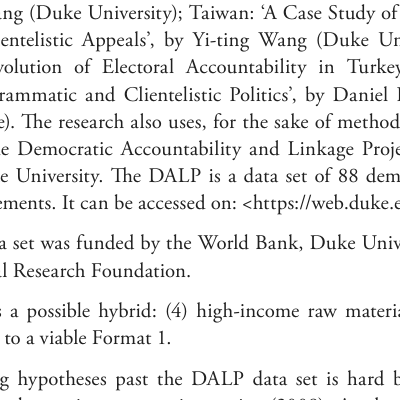 ng (Duke University); Taiwan: ‘A Case Study of
entelistic Appeals’, by Yi-ting Wang (Duke Un
volution of Electoral Accountability in Turkey
rammatic and Clientelistic Politics’, by Daniel
e). The research also uses, for the sake of method
e Democratic Accountability and Linkage Proje
e University. The DALP is a data set of 88 dem
ements. It can be accessed on: <https://web.duke.e
a set was funded by the World Bank, Duke Univ
l Research Foundation.
s a possible hybrid: (4) high-income raw materia
to a viable Format 1.
g hypotheses past the DALP data set is hard b